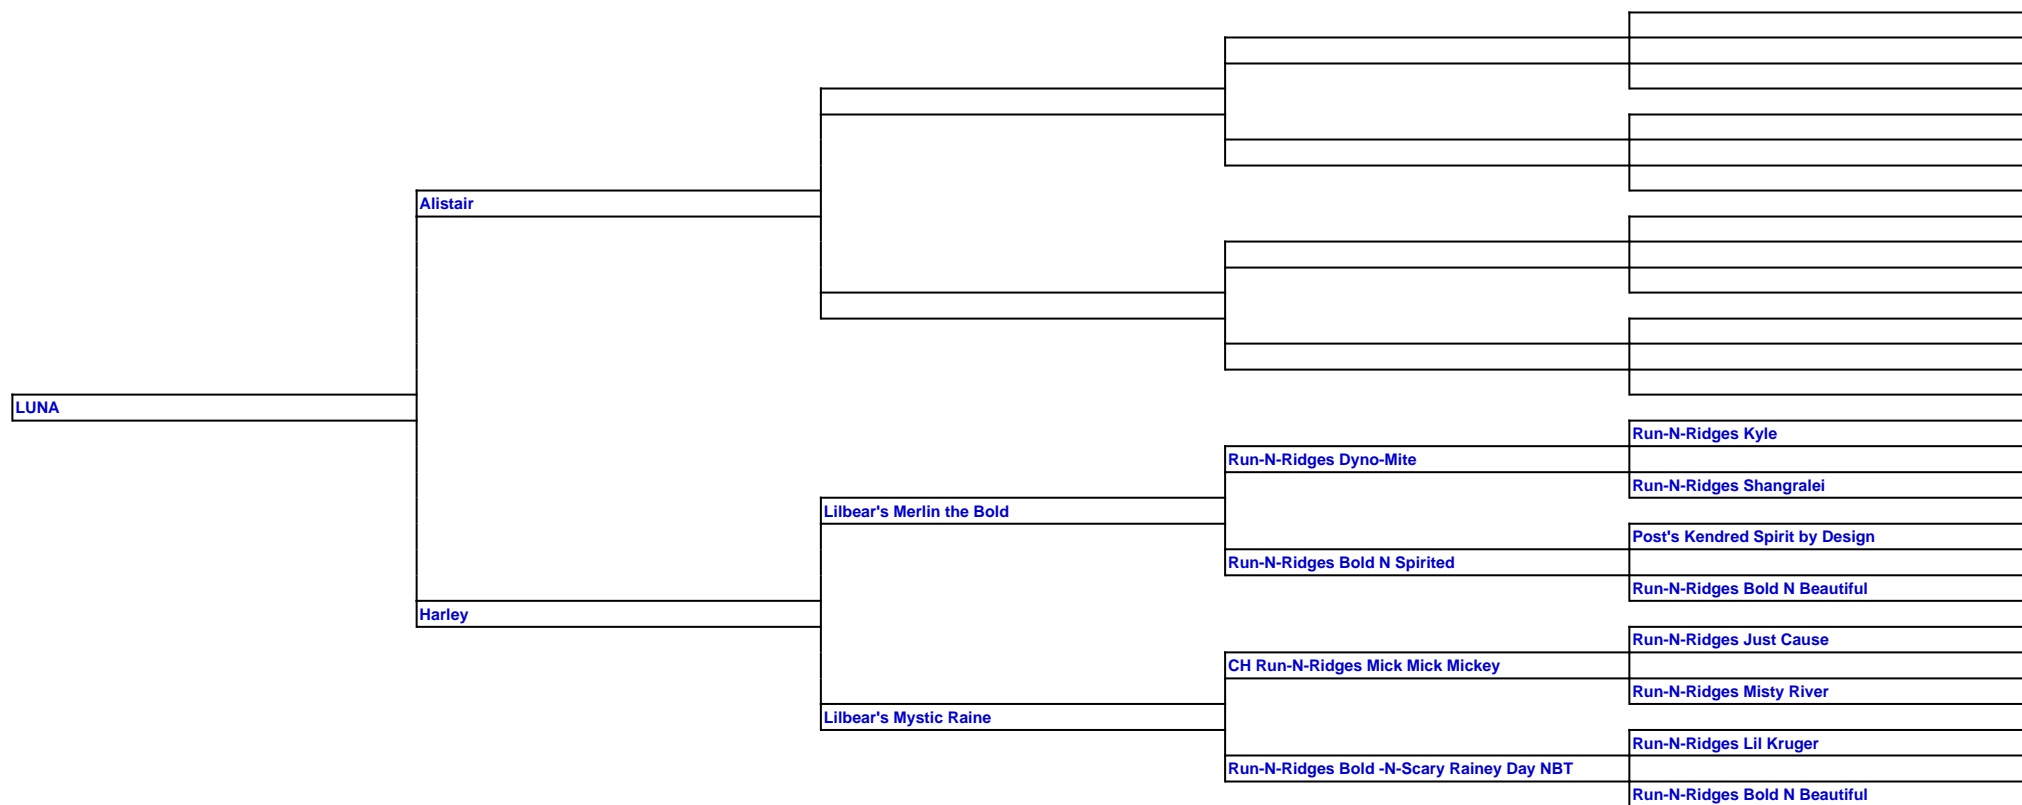 Alistair
LUNA
Run-N-Ridges Kyle
Run-N-Ridges Dyno-Mite
Run-N-Ridges Shangralei
Lilbear's Merlin the Bold
Post's Kendred Spirit by Design
Run-N-Ridges Bold N Spirited
Run-N-Ridges Bold N Beautiful
Harley
Run-N-Ridges Just Cause
CH Run-N-Ridges Mick Mick Mickey
Run-N-Ridges Misty River
Lilbear's Mystic Raine
Run-N-Ridges Lil Kruger
Run-N-Ridges Bold -N-Scary Rainey Day NBT
Run-N-Ridges Bold N Beautiful